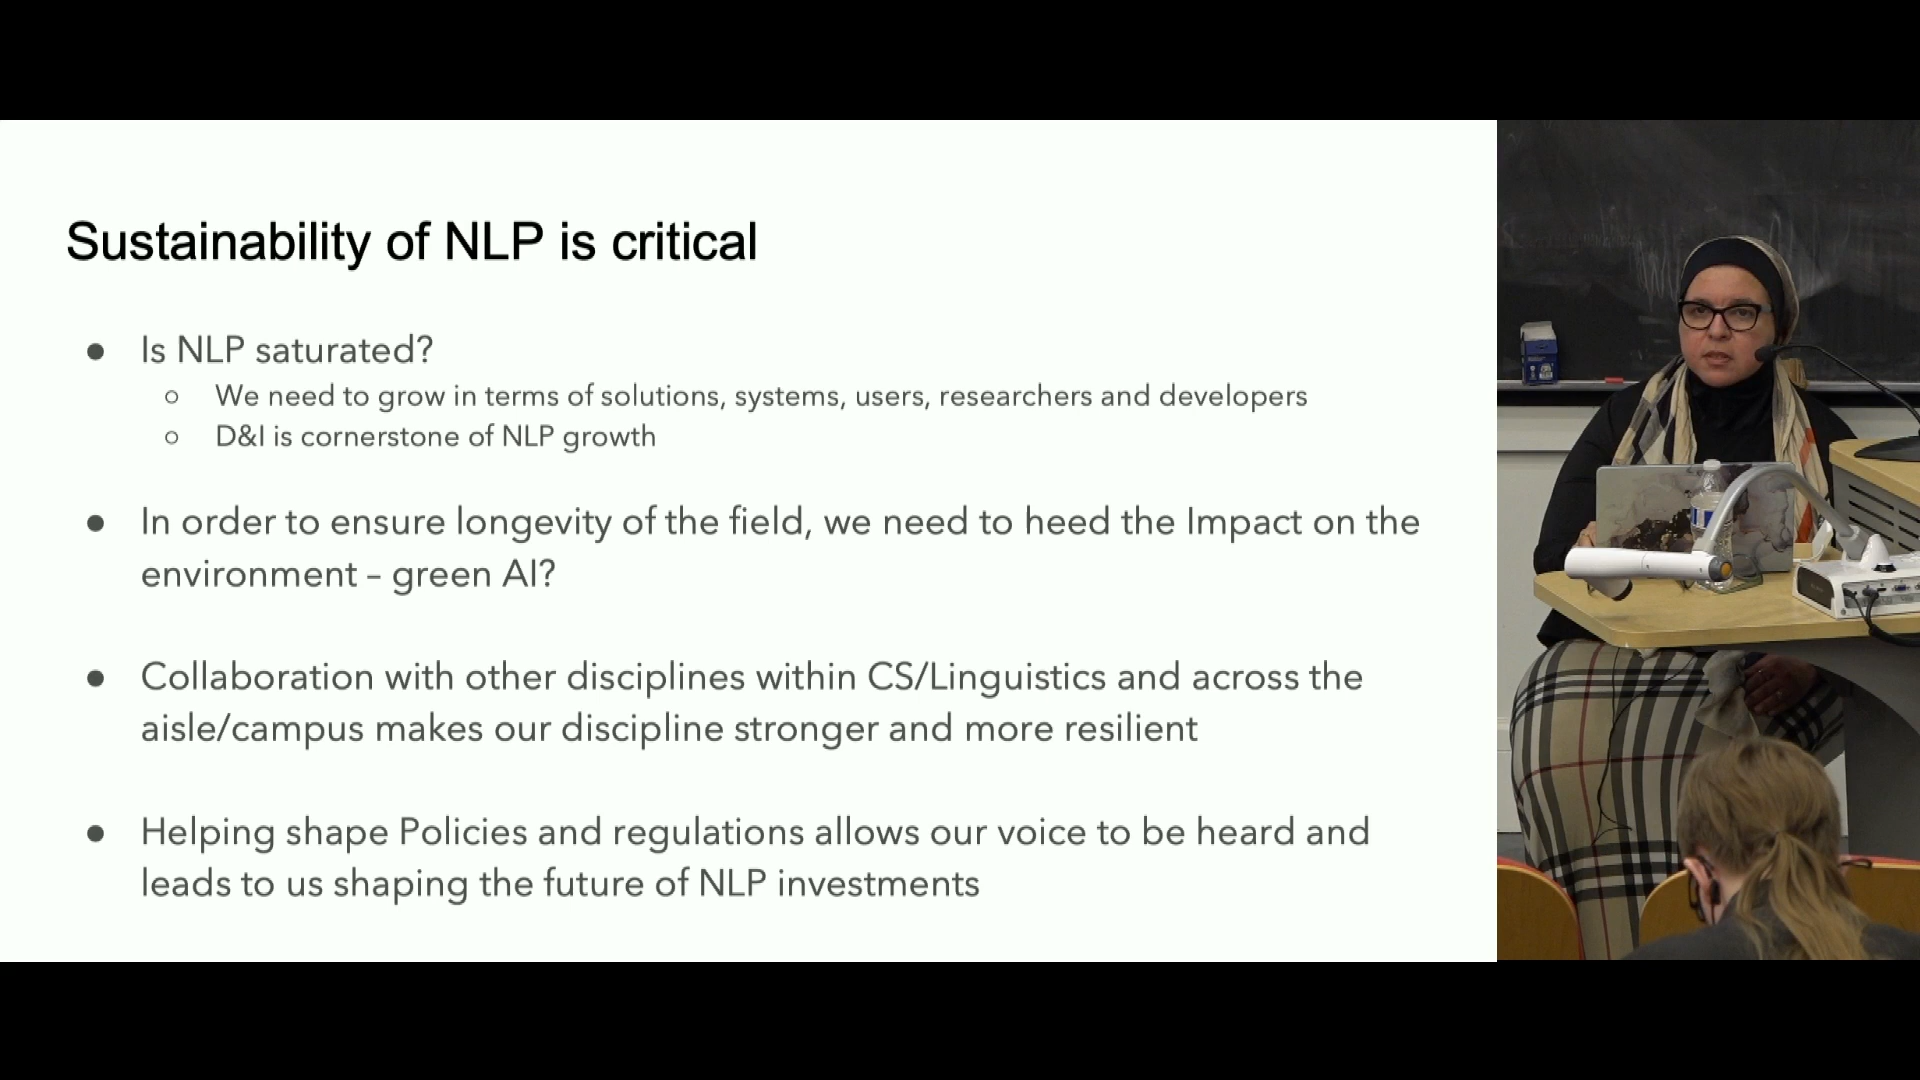 Sustainability of NLP is critical
● Is NLP saturated?
○ We need to grow in terms of solutions, systems, users, researchers and developers
○ D&I is cornerstone of NLP growth
● In order to ensure longevity of the field, we need to heed the Impact on the
environment – green AI?
● Collaboration with other disciplines within CS/Linguistics and across the
aisle/campus makes our discipline stronger and more resilient
● Helping shape Policies and regulations allows our voice to be heard and
leads to us shaping the future of NLP investments